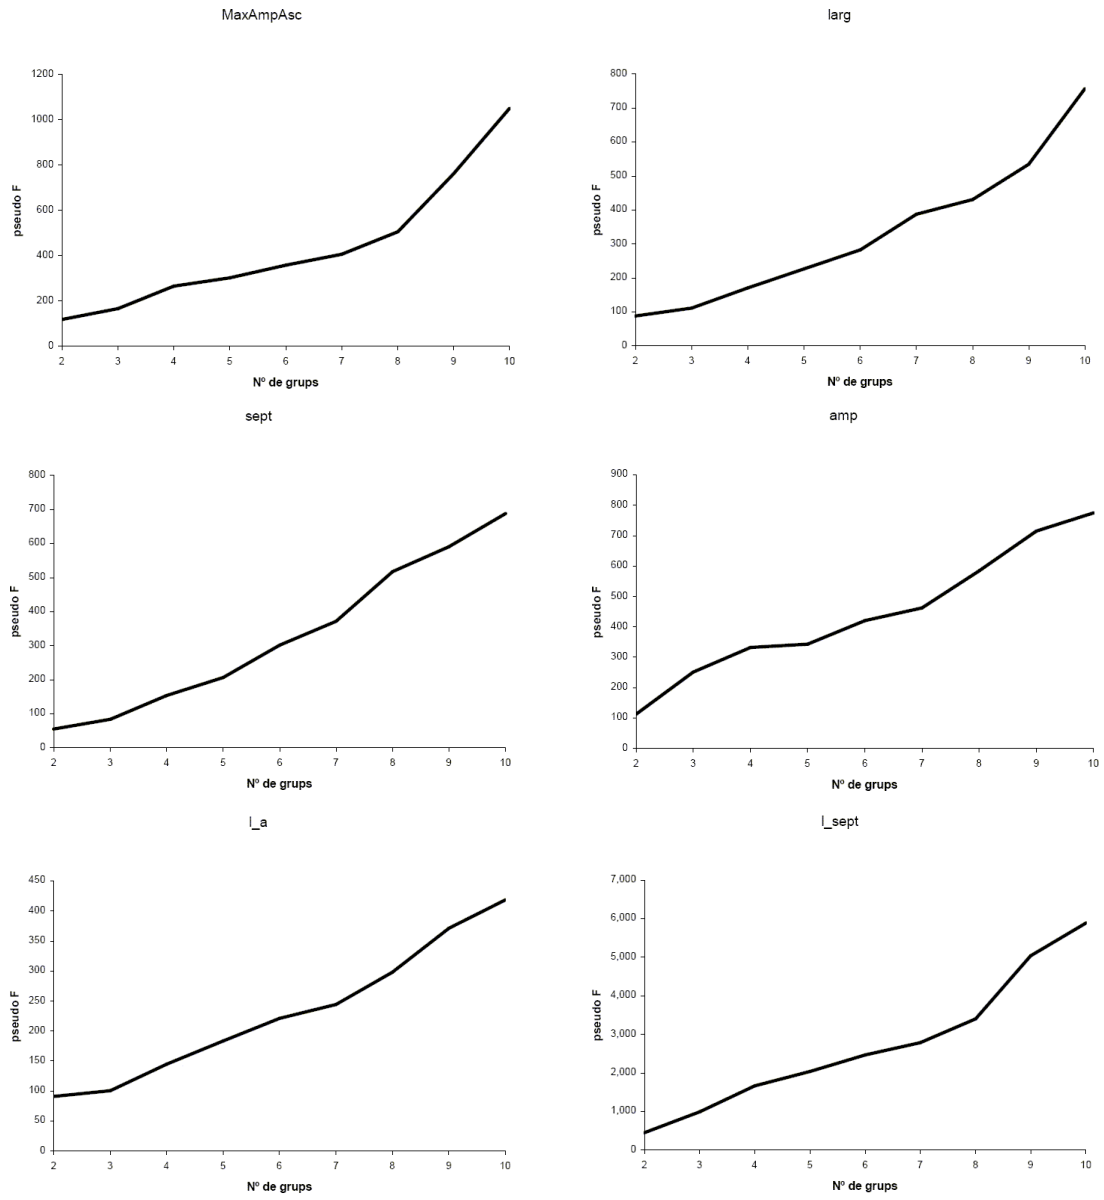 MaxAmpAsc
pseudo F
1200
1000
800
600
400
200
0
2 3 4 5 6 7 8 9 10
Nº de grups
larg
pseudo F
800
700
600
500
400
300
200
100
0
2 3 4 5 6 7 8 9 10
Nº de grups
sept
pseudo F
800
700
600
500
400
300
200
100
0
2 3 4 5 6 7 8 9 10
Nº de grups
amp
pseudo F
900
800
700
600
500
400
300
200
100
0
2 3 4 5 6 7 8 9 10
Nº de grups
l_a
pseudo F
450
400
350
300
250
200
150
100
50
0
2 3 4 5 6 7 8 9 10
Nº de grups
l_sept
pseudo F
7,000
6,000
5,000
4,000
3,000
2,000
1,000
0
2 3 4 5 6 7 8 9 10
Nº de grups